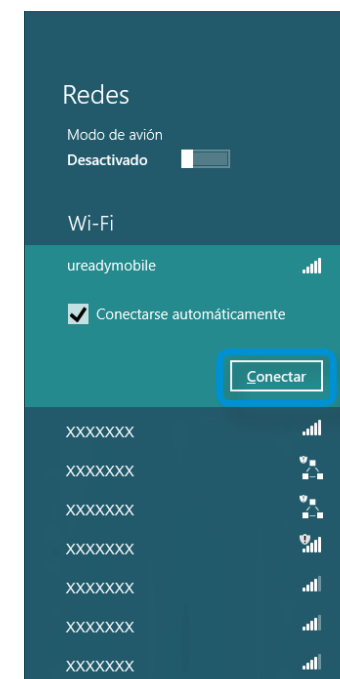 Redes
Modo de avión
Desactivado
Wi-Fi
ureadymobile
Conectarse automáticamente
Conectar
XXXXXXX
XXXXXXX
XXXXXXX
XXXXXXX
XXXXXXX
XXXXXXX
XXXXXXX